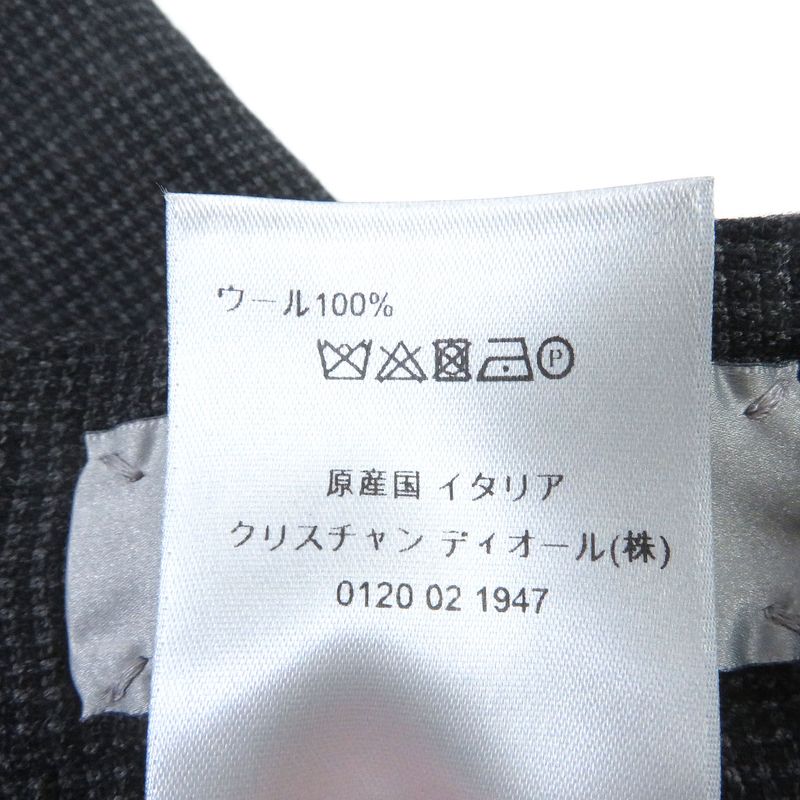 ウール100%
P
原産国 イタリア
クリスチャン ディオール(株)
0120 02 1947